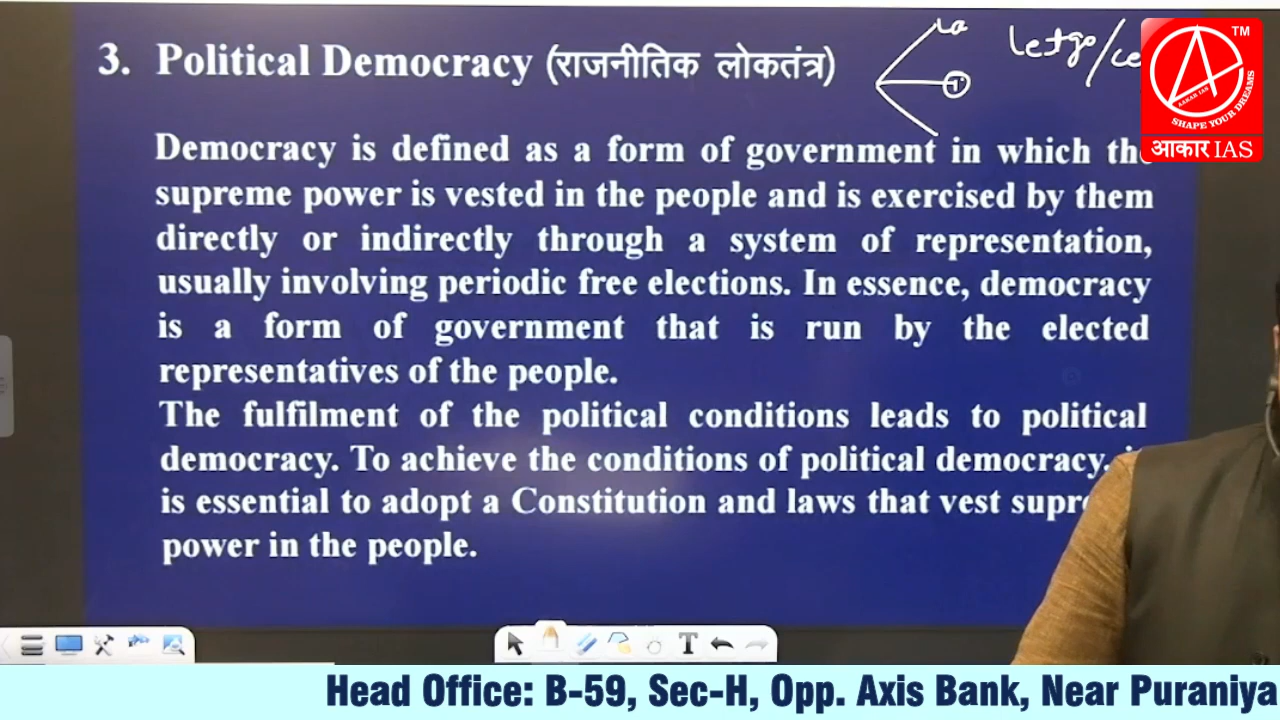 3. Political Democracy (राजनीतिक लोकतंत्र)
Let go/
TM
AAKAR IAS
SHAPE YOUR DREAMS
आकार IAS
Democracy is defined as a form of government in which the
supreme power is vested in the people and is exercised by them
directly or indirectly through a system of representation,
usually involving periodic free elections. In essence, democracy
is a form of government that is run by the elected
representatives of the people.
The fulfilment of the political conditions leads to political
democracy. To achieve the conditions of political democracy,
is essential to adopt a Constitution and laws that vest
power in the people.
T
Head Office: B-59, Sec-H, Opp. Axis Bank, Near Puraniya